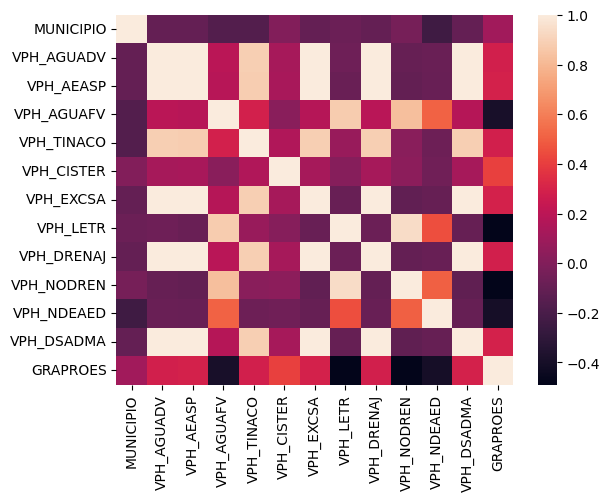 MUNICIPIO
VPH_AGUADV
VPH_AEASP
VPH_AGUAFV
VPH_TINACO
VPH_CISTER
VPH_EXCSA
VPH_LETR
VPH_DRENAJ
VPH_NODREN
VPH_NDEAED
VPH_DSADMA
GRAPROES
MUNICIPIO
VPH_AGUADV
VPH_AEASP
VPH_AGUAFV
VPH_TINACO
VPH_CISTER
VPH_EXCSA
VPH_LETR
VPH_DRENAJ
VPH_NODREN
VPH_NDEAED
VPH_DSADMA
GRAPROES
1.0
0.8
0.6
0.4
0.2
0.0
−0.2
−0.4